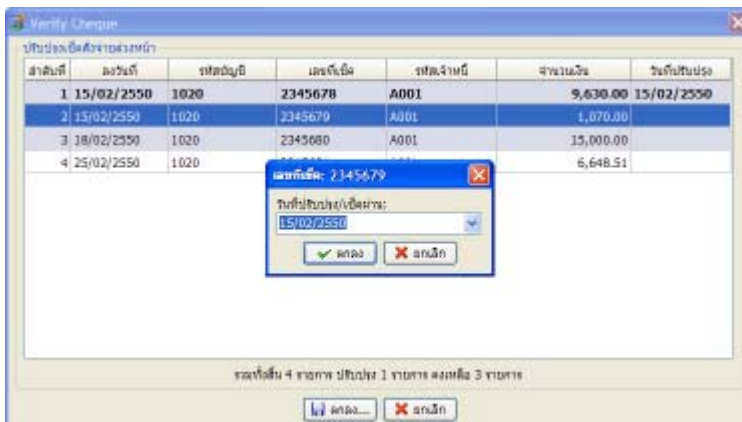 Verify Cheque
ปรับปรุงเช็คสั่งจ่ายล่วงหน้า
ลำดับที่ ลงวันที่ รหัสบัญชี เลขที่เช็ค รหัสเจ้าหนี้ จำนวนเงิน วันที่ปรับปรุง
1 15/02/2550 1020 2345678 A001 9,630.00 15/02/2550
2 15/02/2550 1020 2345679 A001 1,070.00
3 18/02/2550 1020 2345680 A001 15,000.00
4 25/02/2550 1020 6,648.51
เลขที่เช็ค: 2345679
วันที่ปรับปรุง/เช็คผ่าน:
15/02/2550
ตกลง ยกเลิก
รวมทั้งสิ้น 4 รายการ ปรับปรุง 1 รายการ คงเหลือ 3 รายการ
ตกลง... ยกเลิก